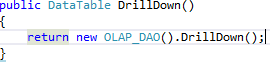 public DataTable DrillDown()
{
return new OLAP_DAO().DrillDown();
}